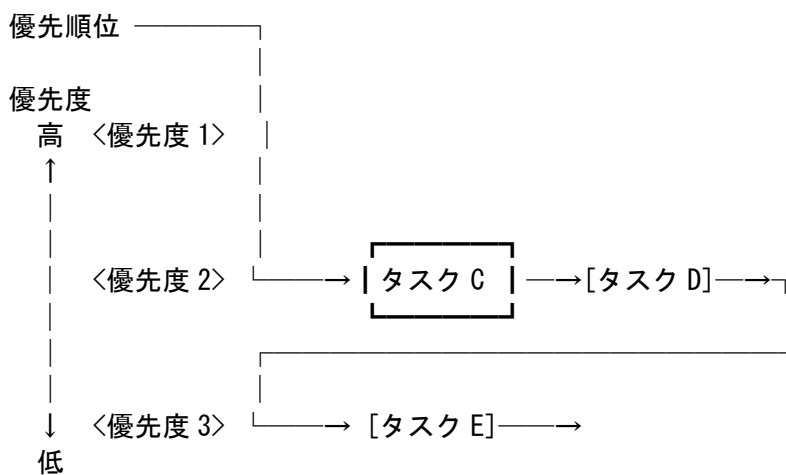 優先順位
優先度
高 <優先度 1>
<優先度 2> タスク C [タスク D]
<優先度 3> [タスク E]
低